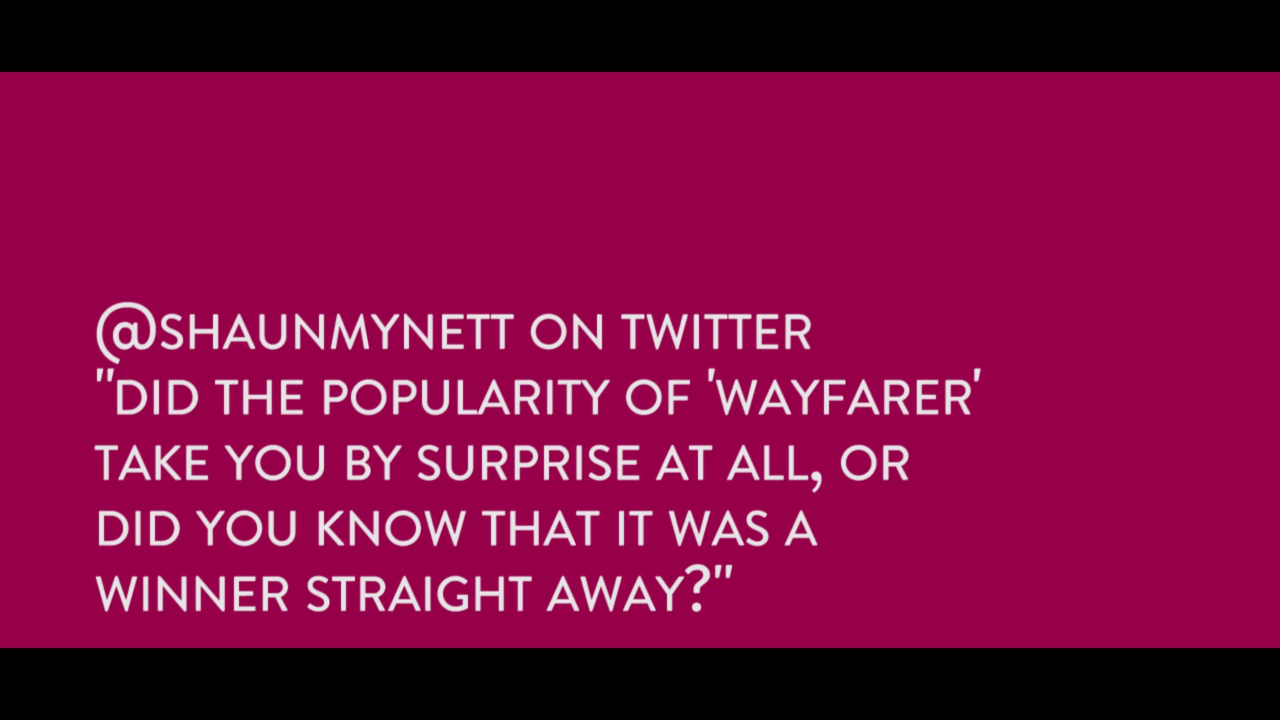 @SHAUNMYNETT ON TWITTER
"DID THE POPULARITY OF 'WAYFARER'
TAKE YOU BY SURPRISE AT ALL, OR
DID YOU KNOW THAT IT WAS A
WINNER STRAIGHT AWAY?"